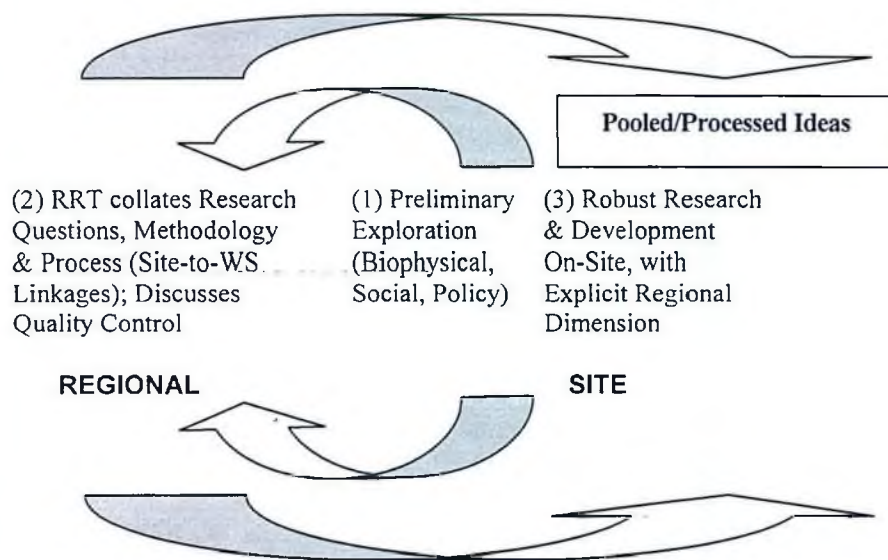 Pooled/Processed Ideas
(2) RRT collates Research
Questions, Methodology
& Process (Site-to-WS
Linkages); Discusses
Quality Control
(1) Preliminary
Exploration
(Biophysical,
Social, Policy)
(3) Robust Research
& Development
On-Site, with
Explicit Regional
Dimension
REGIONAL
SITE